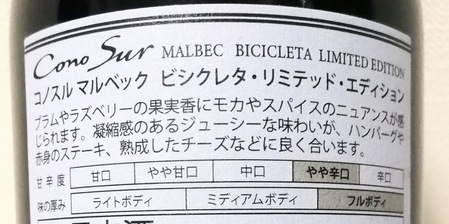 Cono Sur MALBEC BICICLETA LIMITED EDITION
コノスル マルベック ビシクレタ・リミテッド・エディション
プラムやラズベリーの果実香にモカやスパイスのニュアンスが感
じられます。凝縮感のあるジューシーな味わいが、ハンバーグや
赤身のステーキ、熟成したチーズなどに良く合います。
甘辛度 甘口 やや甘口 中口 やや辛口 辛口
味の厚み ライトボディ ミディアムボディ フルボディ